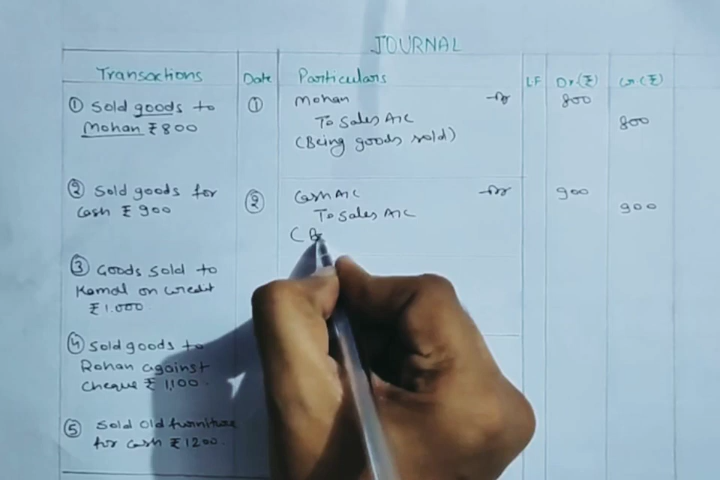 JOURNAL
Transactions Date Particulars LF Dr(₹) Cr(₹)
① Sold goods to ① Mohan Dr 800
Mohan ₹800 To Sales A/C 800
(Being goods sold)
② Sold goods for ② Cash A/C Dr 900
Cash ₹ 900 To Sales A/C 900
( Be
③ Goods sold to
Kamal on credit
₹1,000
④ Sold goods to
Rohan against
Cheque ₹ 1,100.
⑤ Sold Old furniture
for cash ₹1200.